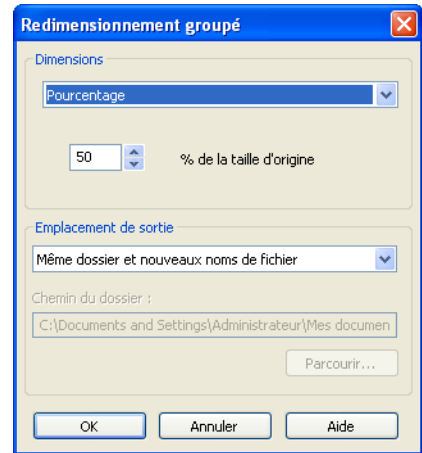 Redimensionnement groupé
Dimensions
Pourcentage
50 % de la taille d'origine
Emplacement de sortie
Même dossier et nouveaux noms de fichier
Chemin du dossier :
C:\Documents and Settings\Administrateur\Mes documen
Parcourir...
OK Annuler Aide